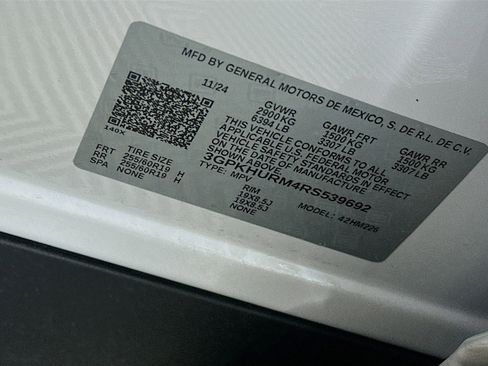 MFD BY GENERAL MOTORS DE MEXICO, S. DE R.L. DE C.V.
11/24 GVWR GAWR FRT GAWR RR
2900 KG 1500 KG 1500 KG
6394 LB 3307 LB 3307 LB
THIS VEHICLE CONFORMS TO ALL
APPLICABLE U.S. FEDERAL MOTOR
VEHICLE SAFETY STANDARDS IN EFFECT
ON THE DATE OF MANUFACTURE
3GPKHURM4RS539692
TYPE: MPV MODEL: 42HM226
140X
TIRE SIZE RIM
FRT 255/60R19 H 19X8.5J
RR 255/60R19 H 19X8.5J
SPA NONE NONE